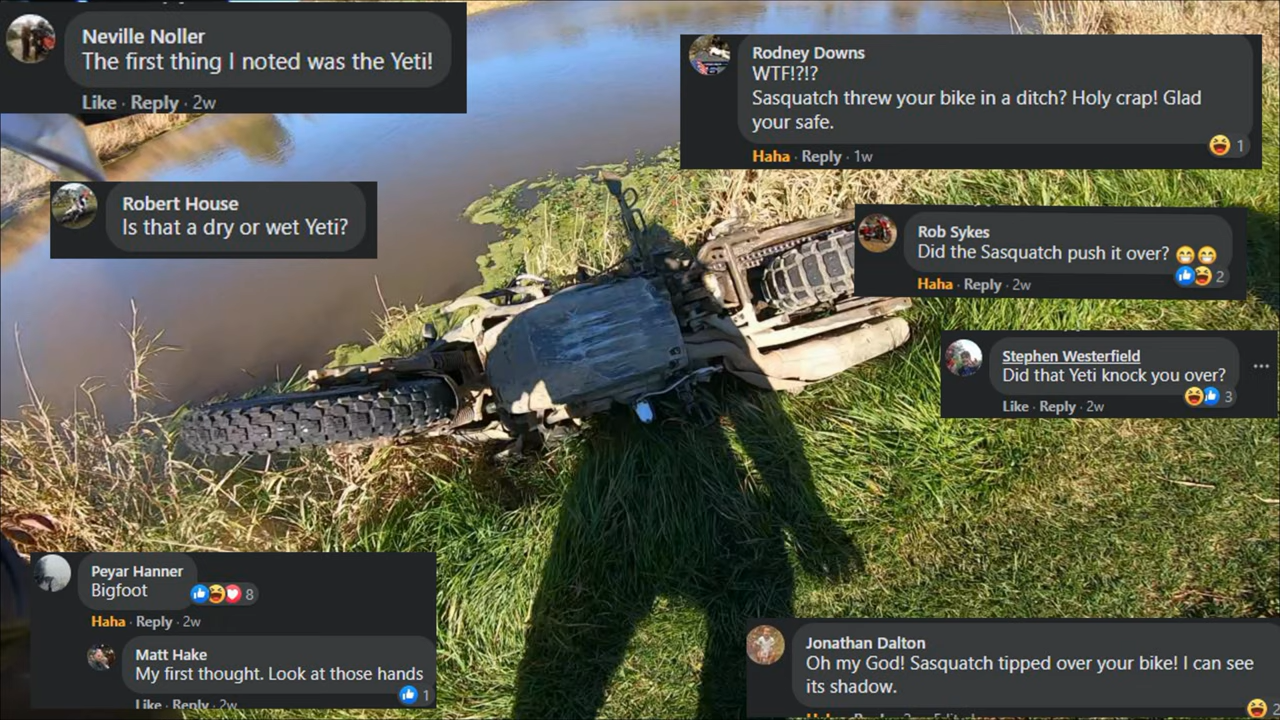 Neville Noller
The first thing I noted was the Yeti!
Like · Reply · 2w
Rodney Downs
WTF!?!?
Sasquatch threw your bike in a ditch? Holy crap! Glad
your safe.
Haha · Reply · 1w
1
Robert House
Is that a dry or wet Yeti?
Rob Sykes
Did the Sasquatch push it over? 😁😁
Haha · Reply · 2w
2
Stephen Westerfield
Did that Yeti knock you over?
Like · Reply · 2w
3
Peyar Hanner
Bigfoot
8
Haha · Reply · 2w
Matt Hake
My first thought. Look at those hands
1
Like · Reply · 2w
Jonathan Dalton
Oh my God! Sasquatch tipped over your bike! I can see
its shadow.
2